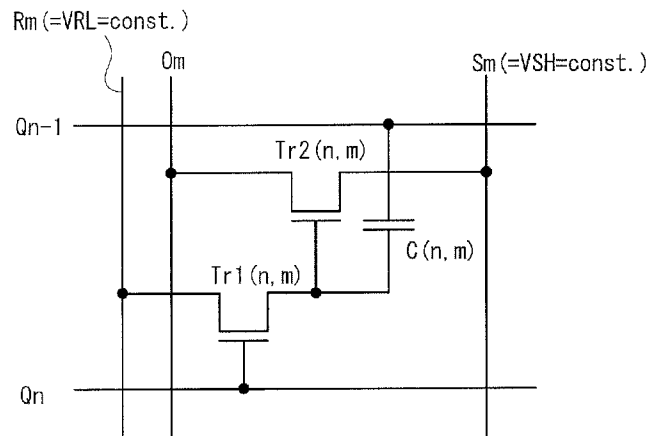 Rm(=VRL=const.)
Om
Sm(=VSH=const.)
Qn-1
Tr2(n,m)
C(n,m)
Tr1(n,m)
Qn